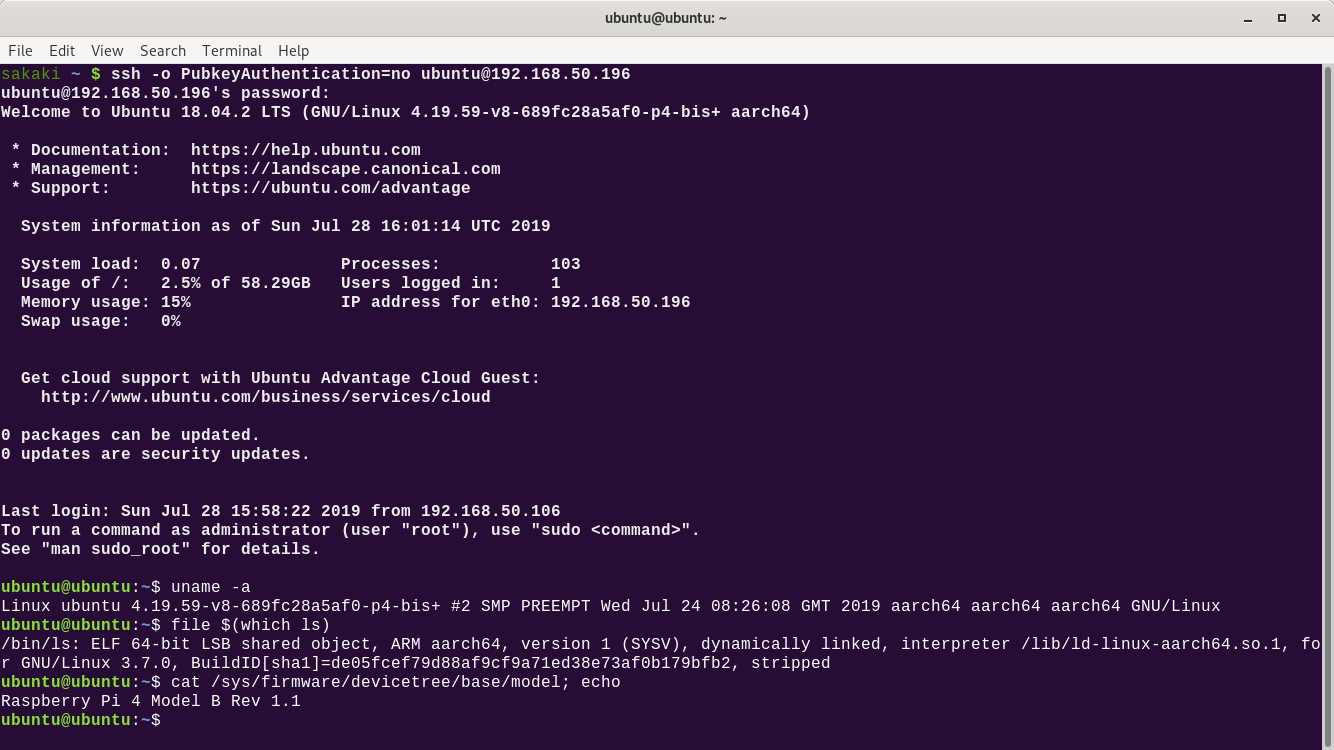 ubuntu@ubuntu: ~
File Edit View Search Terminal Help
sakaki ~ $ ssh -o PubkeyAuthentication=no ubuntu@192.168.50.196
ubuntu@192.168.50.196's password:
Welcome to Ubuntu 18.04.2 LTS (GNU/Linux 4.19.59-v8-689fc28a5af0-p4-bis+ aarch64)

 * Documentation:  https://help.ubuntu.com
 * Management:     https://landscape.canonical.com
 * Support:        https://ubuntu.com/advantage

  System information as of Sun Jul 28 16:01:14 UTC 2019

  System load:  0.07              Processes:           103
  Usage of /:   2.5% of 58.29GB   Users logged in:     1
  Memory usage: 15%               IP address for eth0: 192.168.50.196
  Swap usage:   0%

  Get cloud support with Ubuntu Advantage Cloud Guest:
    http://www.ubuntu.com/business/services/cloud

0 packages can be updated.
0 updates are security updates.

Last login: Sun Jul 28 15:58:22 2019 from 192.168.50.106
To run a command as administrator (user "root"), use "sudo <command>".
See "man sudo_root" for details.

ubuntu@ubuntu:~$ uname -a
Linux ubuntu 4.19.59-v8-689fc28a5af0-p4-bis+ #2 SMP PREEMPT Wed Jul 24 08:26:08 GMT 2019 aarch64 aarch64 aarch64 GNU/Linux
ubuntu@ubuntu:~$ file $(which ls)
/bin/ls: ELF 64-bit LSB shared object, ARM aarch64, version 1 (SYSV), dynamically linked, interpreter /lib/ld-linux-aarch64.so.1, fo
r GNU/Linux 3.7.0, BuildID[sha1]=de05fcef79d88af9cf9a71ed38e73af0b179bfb2, stripped
ubuntu@ubuntu:~$ cat /sys/firmware/devicetree/base/model; echo
Raspberry Pi 4 Model B Rev 1.1
ubuntu@ubuntu:~$